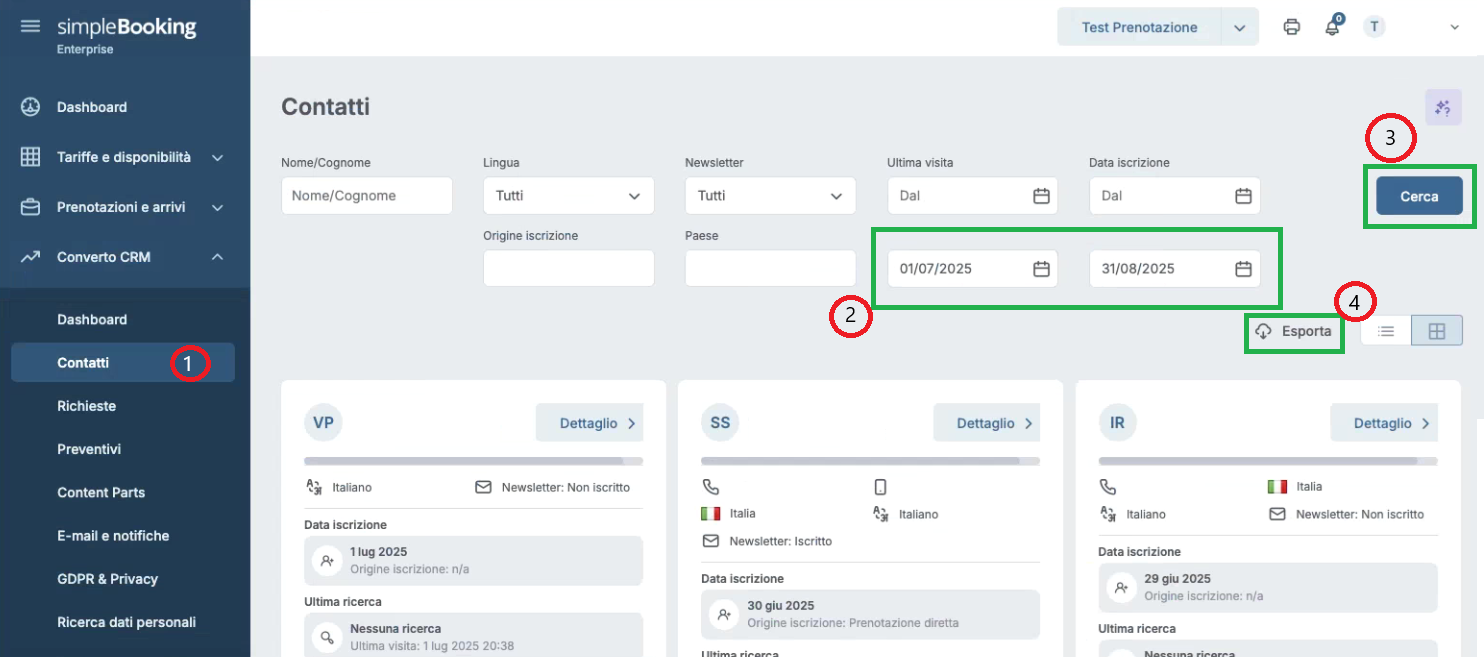 simpleBooking
Enterprise
Test Prenotazione
0
T
Dashboard
Tariffe e disponibilità
Prenotazioni e arrivi
Converto CRM
Dashboard
Contatti
1
Richieste
Preventivi
Content Parts
E-mail e notifiche
GDPR & Privacy
Ricerca dati personali
Contatti
?
3
Nome/Cognome
Lingua
Newsletter
Ultima visita
Data iscrizione
Nome/Cognome
Tutti
Tutti
Dal
Dal
Cerca
Origine iscrizione
Paese
01/07/2025
31/08/2025
2
4
Esporta
VP
Dettaglio
Italiano
Newsletter: Non iscritto
Data iscrizione
1 lug 2025
Origine iscrizione: n/a
Ultima ricerca
Nessuna ricerca
Ultima visita: 1 lug 2025 20:38
SS
Dettaglio
Italia
Italiano
Newsletter: Iscritto
Data iscrizione
30 giu 2025
Origine iscrizione: Prenotazione diretta
Ultima ricerca
IR
Dettaglio
Italia
Italiano
Newsletter: Non iscritto
Data iscrizione
29 giu 2025
Origine iscrizione: n/a
Ultima ricerca
Nessuna ricerca